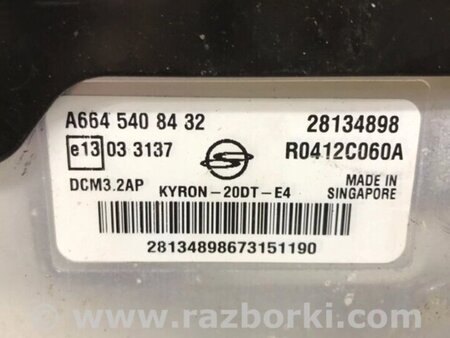 A664 540 84 32 28134898
e13 03 3137 R0412C060A
DCM3.2AP KYRON-20DT-E4 MADE IN
SINGAPORE
28134898673151190
© www.razborki.com